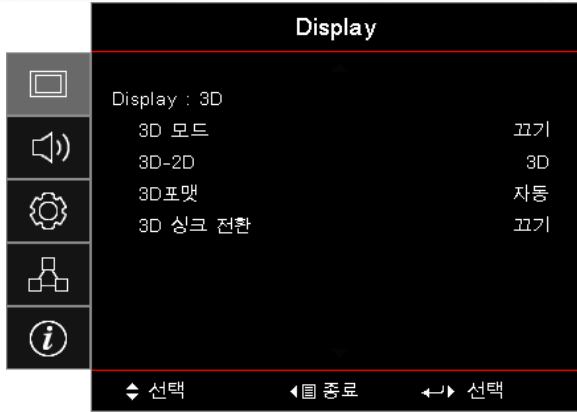 Display
Display : 3D
3D 모드 끄기
3D-2D 3D
3D포맷 자동
3D 싱크 전환 끄기
선택 종료 선택